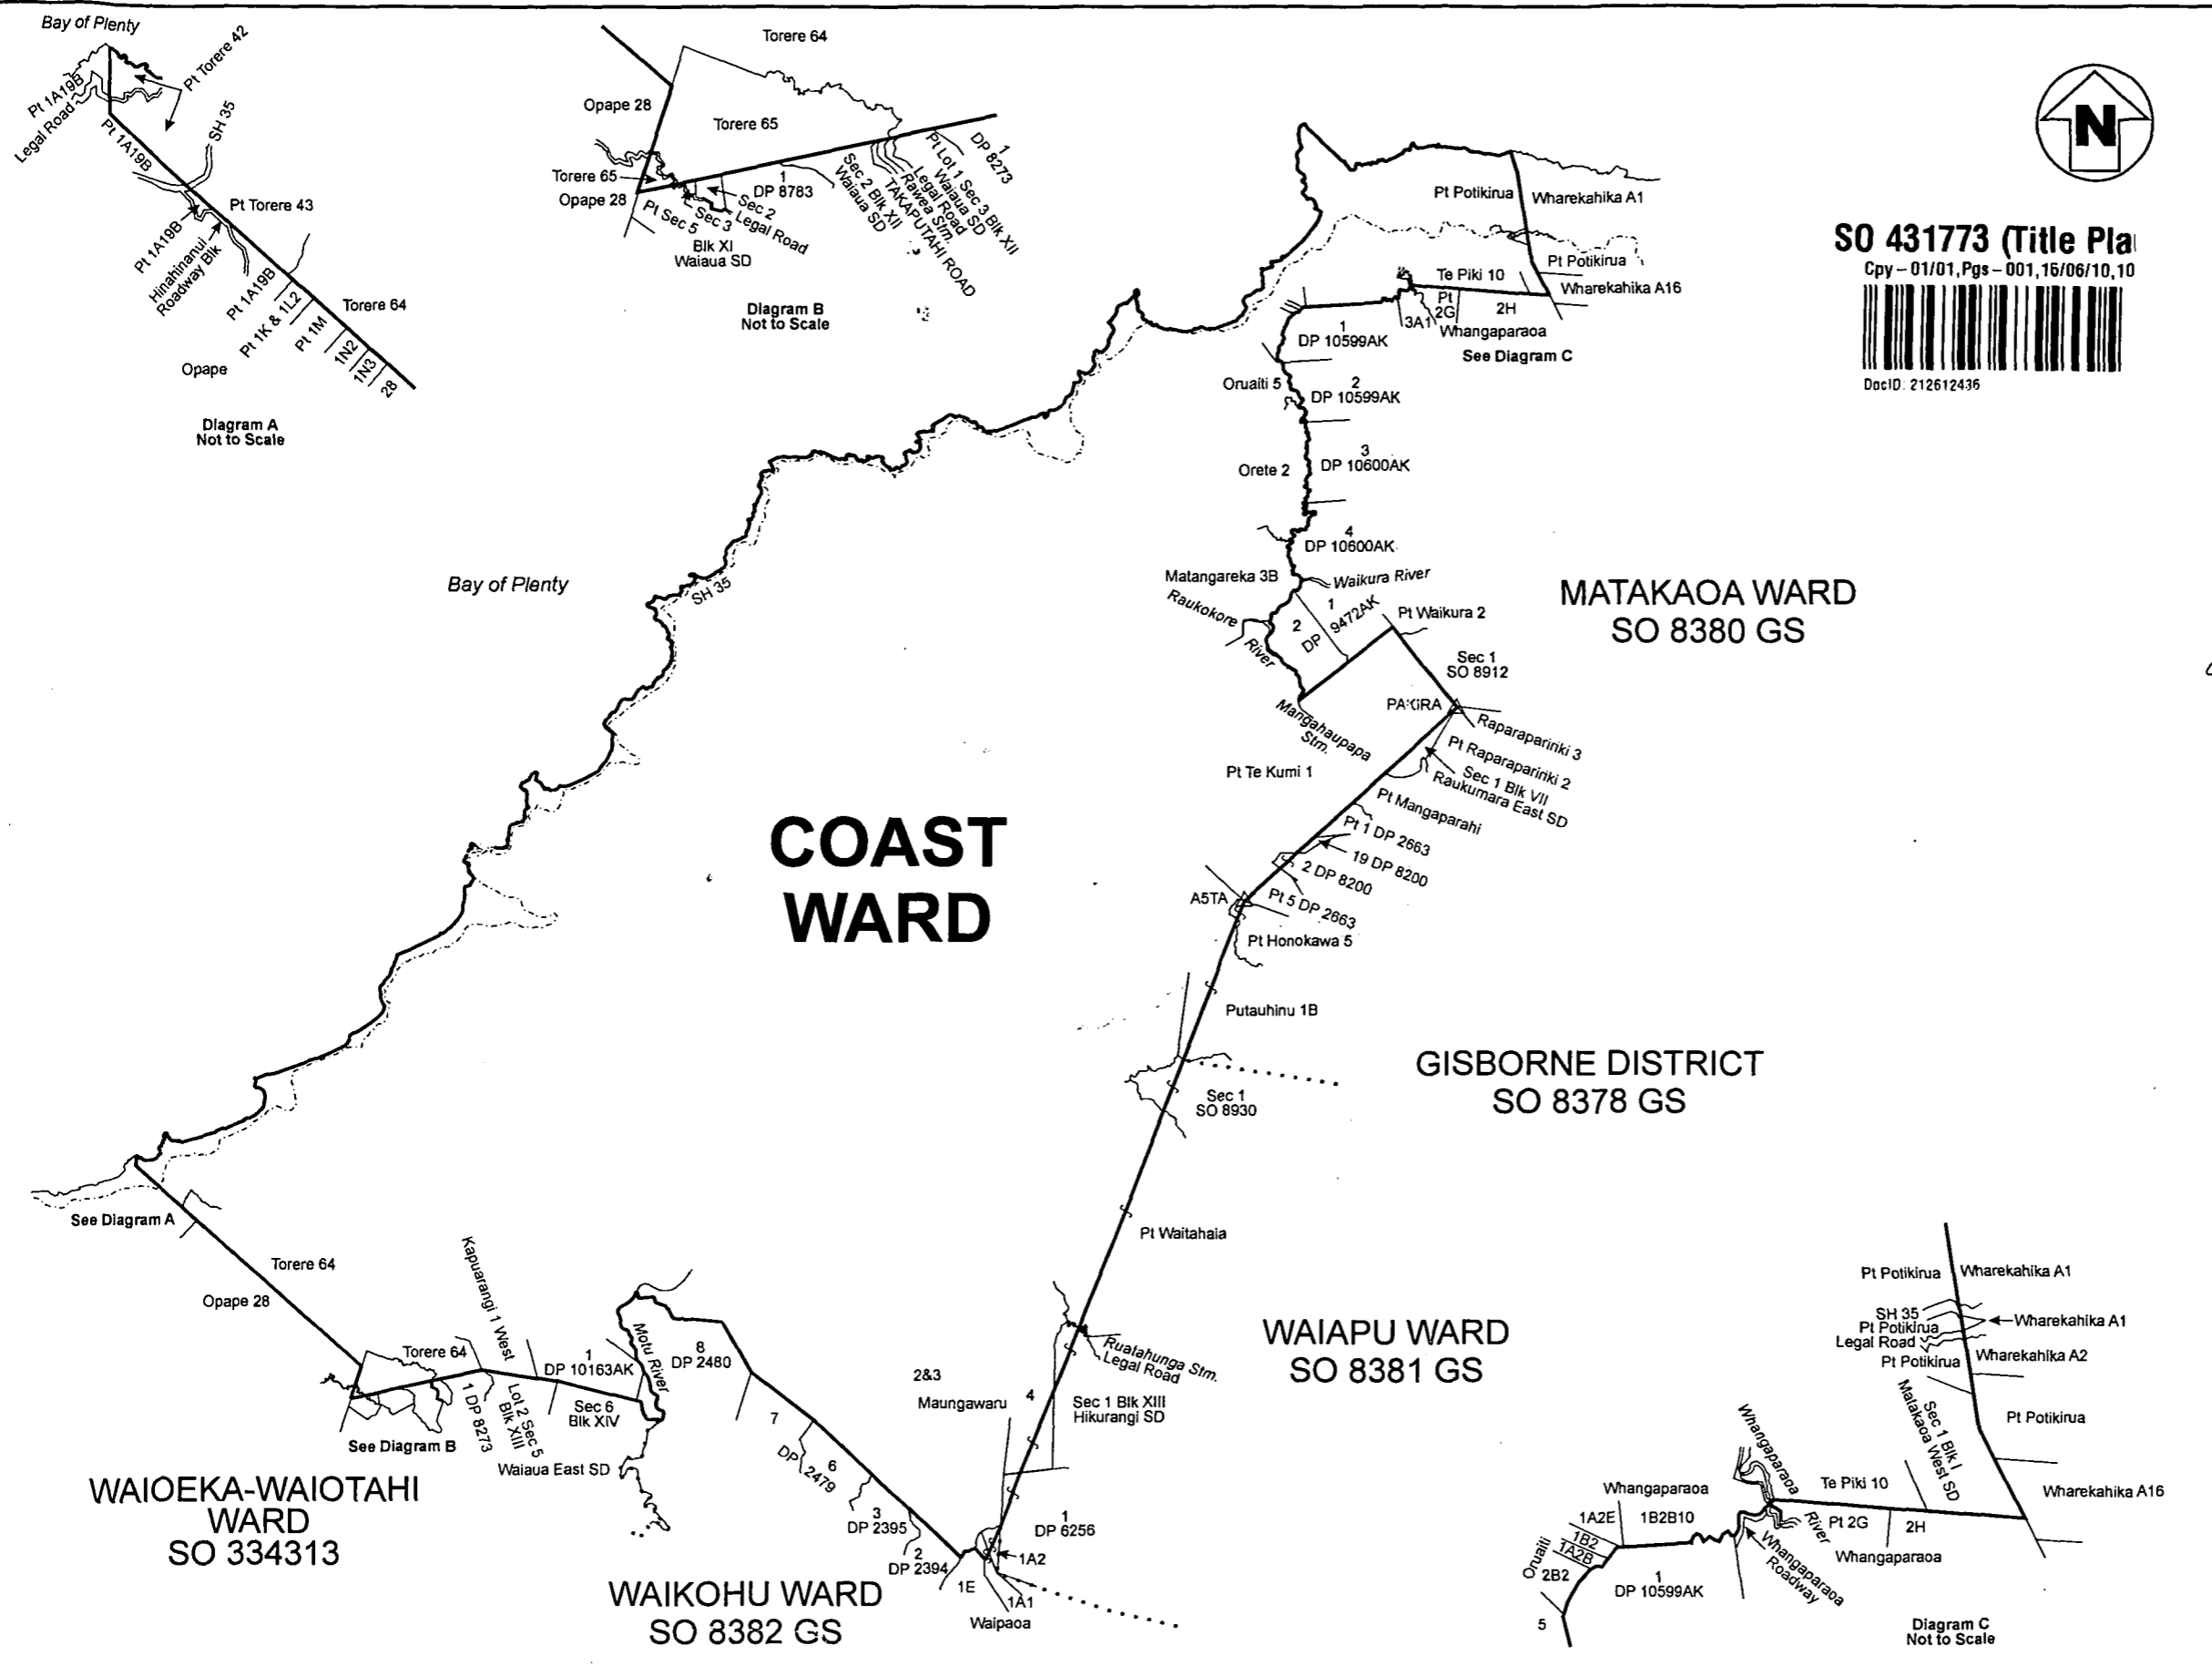 Bay of Plenty
Pt Torere 42
Pt 1A19B
Legal Road
Pt 1A19B
SH 35
Pt Torere 43
Pt 1A19B
Hinahinanui
Roadway Blk
Pt 1A19B
Torere 64
Pt 1K & 1L2
Pt 1M
1N2
1N3
28
Opape
Diagram A
Not to Scale
Torere 64
Opape 28
Torere 65
Torere 65
Opape 28
Pt Sec 5
Sec 3
Sec 2
Legal Road
1
DP 8783
Blk XI
Waiaua SD
Sec 2 Blk XII
Waiaua SD
TAKAPUTAHI ROAD
Rawea Stm.
Legal Road
Waiaua SD
Pt Lot 1 Sec 3 Blk XII
1
DP 8273
Diagram B
Not to Scale
N
SO 431773 (Title Pla
Cpy - 01/01,Pgs - 001,16/06/10,10
DocID: 212612436
Pt Potikirua
Wharekahika A1
Pt Potikirua
Te Piki 10
Wharekahika A16
Pt
2G
2H
3A1
Whangaparaoa
See Diagram C
1
DP 10599AK
Oruaiti 5
2
DP 10599AK
Orete 2
3
DP 10600AK
4
DP 10600AK
Matangareka 3B
Waikura River
Raukokore
River
1
2
DP 9472AK
Pt Waikura 2
MATAKAOA WARD
SO 8380 GS
Sec 1
SO 8912
PAKIRA
Mangahaupapa
Stm.
Raparapaririki 3
Pt Raparapaririki 2
Sec 1 Blk VII
Raukumara East SD
Pt Te Kumi 1
Pt Mangaparahi
Pt 1 DP 2663
19 DP 8200
2 DP 8200
A5TA
Pt 5 DP 2663
Pt Honokawa 5
Bay of Plenty
SH 35
COAST
WARD
Putauhinu 1B
GISBORNE DISTRICT
SO 8378 GS
Sec 1
SO 8930
Pt Waitahaia
See Diagram A
Torere 64
Opape 28
Kapuarangi 1 West
Torere 64
1
DP 10163AK
Motu River
8
DP 2480
1 DP 8273
Lot 2 Sec 5
Blk XIII
Sec 6
Blk XIV
See Diagram B
Waiaua East SD
7
DP 2479
6
3
DP 2395
2
DP 2394
2&3
Maungawaru
4
Ruatahunga Stm.
Legal Road
Sec 1 Blk XIII
Hikurangi SD
WAIAPU WARD
SO 8381 GS
1
DP 6256
1A2
1E
1A1
Waipaoa
WAIOEKA-WAIOTAHI
WARD
SO 334313
WAIKOHU WARD
SO 8382 GS
Pt Potikirua
Wharekahika A1
SH 35
Wharekahika A1
Pt Potikirua
Legal Road
Pt Potikirua
Wharekahika A2
Sec 1 Blk I
Matakaoa West SD
Pt Potikirua
Whangaparaoa
River
Te Piki 10
Wharekahika A16
Whangaparaoa
1A2E
1B2B10
1B2
1A2B
Oruaiti
2B2
Pt 2G
2H
Whangaparaoa
Whangaparaoa
Roadway
1
DP 10599AK
5
Diagram C
Not to Scale